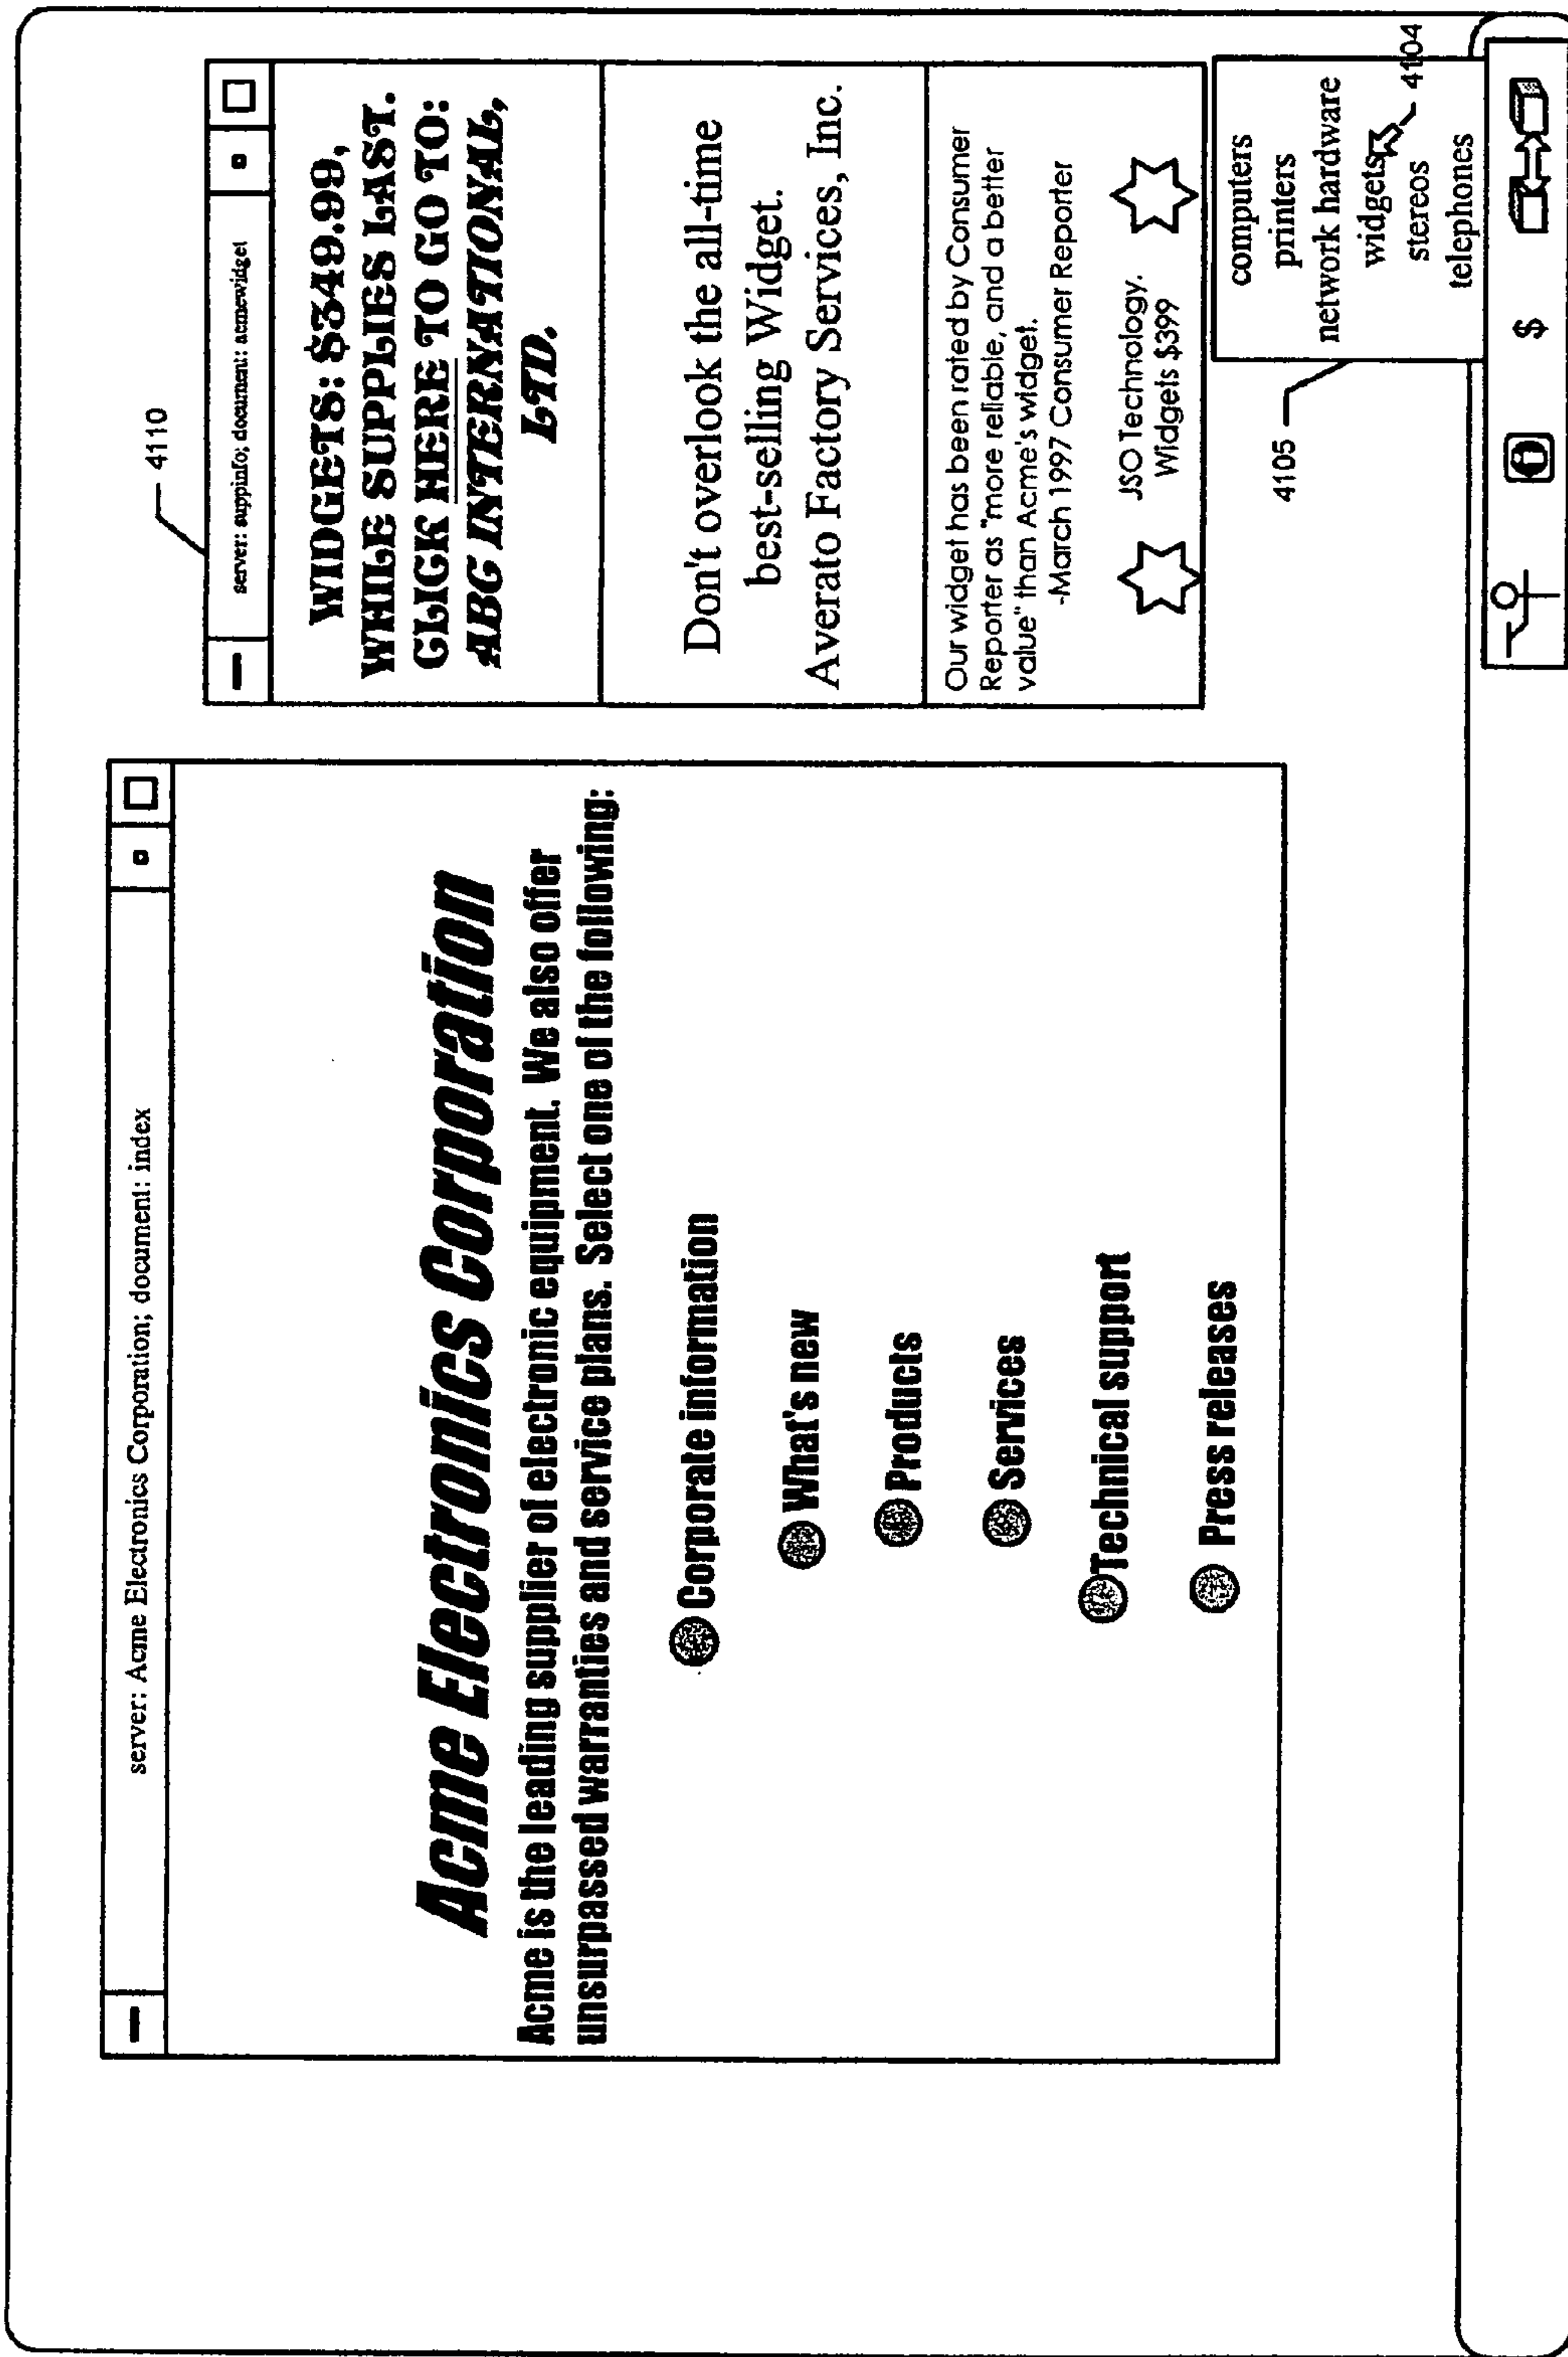 server: Acme Electronics Corporation; document: index
Acme Electronics Corporation
Acme is the leading supplier of electronic equipment. We also offer
unsurpassed warranties and service plans. Select one of the following:
Corporate information
What's new
Products
Services
Technical support
Press releases
4110
server: suppinfo; document: acmewidget
WIDGETS: $349.99,
WHILE SUPPLIES LAST.
CLICK HERE TO GO TO:
ABC INTERNATIONAL,
LTD.
Don't overlook the all-time
best-selling Widget.
Averato Factory Services, Inc.
Our widget has been rated by Consumer
Reporter as "more reliable, and a better
value" than Acme's widget.
-March 1997 Consumer Reporter
JSO Technology.
Widgets $399
4105
computers
printers
network hardware
widgets
4104
stereos
telephones
$